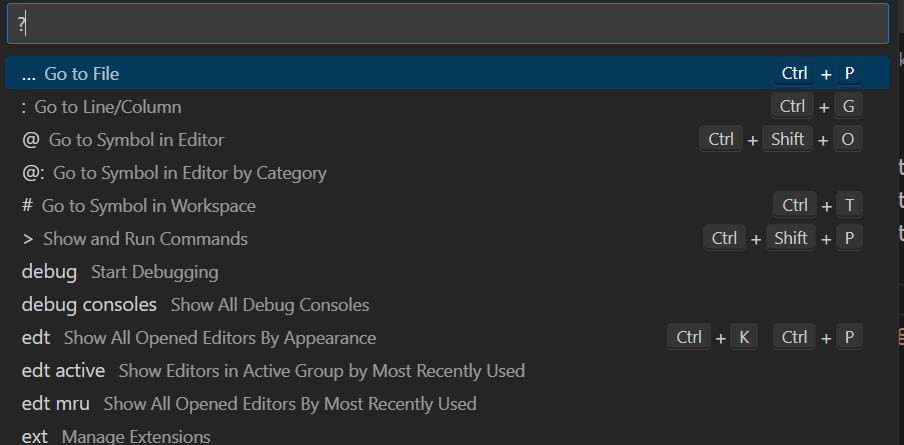 ?
... Go to File Ctrl + P
: Go to Line/Column Ctrl + G
@ Go to Symbol in Editor Ctrl + Shift + O
@: Go to Symbol in Editor by Category
# Go to Symbol in Workspace Ctrl + T
> Show and Run Commands Ctrl + Shift + P
debug Start Debugging
debug consoles Show All Debug Consoles
edt Show All Opened Editors By Appearance Ctrl + K Ctrl + P
edt active Show Editors in Active Group by Most Recently Used
edt mru Show All Opened Editors By Most Recently Used
ext Manage Extensions